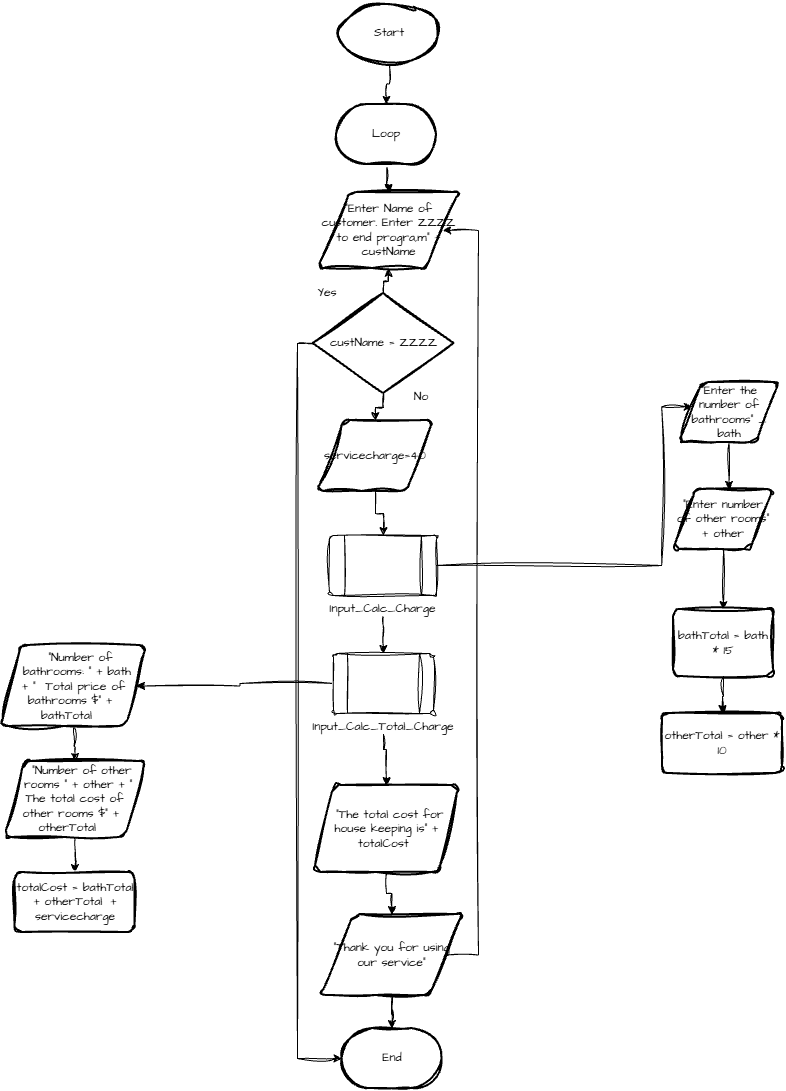 Start
Loop
"Enter Name of
customer. Enter ZZZZ
to end progra,m" +
custName
Yes
custName = ZZZZ
No
servicecharge=40
Input_Calc_Charge
Input_Calc_Total_Charge
"The total cost for
house keeping is" +
totalCost
"Thank you for using
our service"
End
"Enter the
number of
bathrooms" _
bath
"Enter number
of other rooms"
+ other
bathTotal = bath
* 15
otherTotal = other *
10
"Number of
bathrooms: " + bath
+ " Total price of
bathrooms $" +
bathTotal
"Number of other
rooms " + other + "
The total cost of
other rooms $" +
otherTotal
totalCost = bathTotal
+ otherTotal +
servicecharge